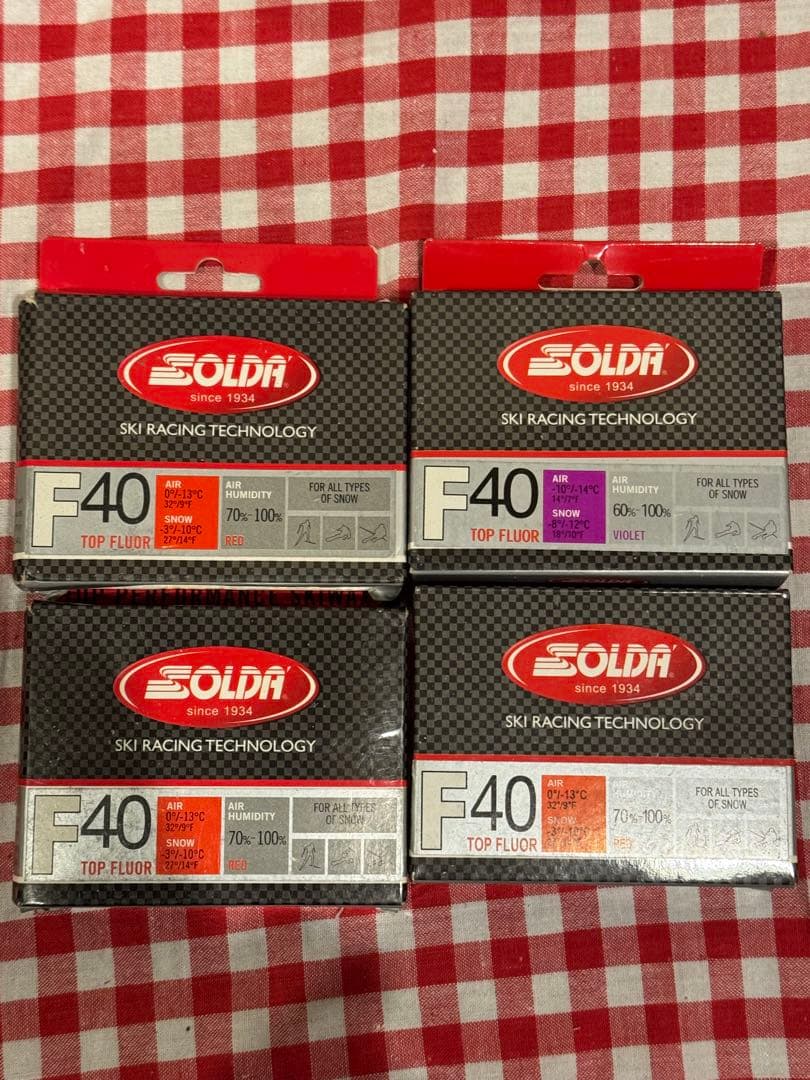 SOLDA
since 1934
SKI RACING TECHNOLOGY
F40
TOP FLUOR
AIR
0°/-13°C
32°/9°F
SNOW
-3°/-10°C
27°/14°F
AIR
HUMIDITY
70%-100%
RED
FOR ALL TYPES
OF SNOW
SOLDA
since 1934
SKI RACING TECHNOLOGY
F40
TOP FLUOR
AIR
-10°/-14°C
14°/7°F
SNOW
-8°/-12°C
18°/10°F
AIR
HUMIDITY
60%-100%
VIOLET
FOR ALL TYPES
OF SNOW
SOLDA
since 1934
SKI RACING TECHNOLOGY
F40
TOP FLUOR
AIR
0°/-13°C
32°/9°F
SNOW
-3°/-10°C
27°/14°F
AIR
HUMIDITY
70%-100%
RED
FOR ALL TYPES
OF SNOW
SOLDA
since 1934
SKI RACING TECHNOLOGY
F40
TOP FLUOR
AIR
0°/-13°C
32°/9°F
SNOW
-3°/-10°C
HUMIDITY
70%-100%
RED
FOR ALL TYPES
OF SNOW